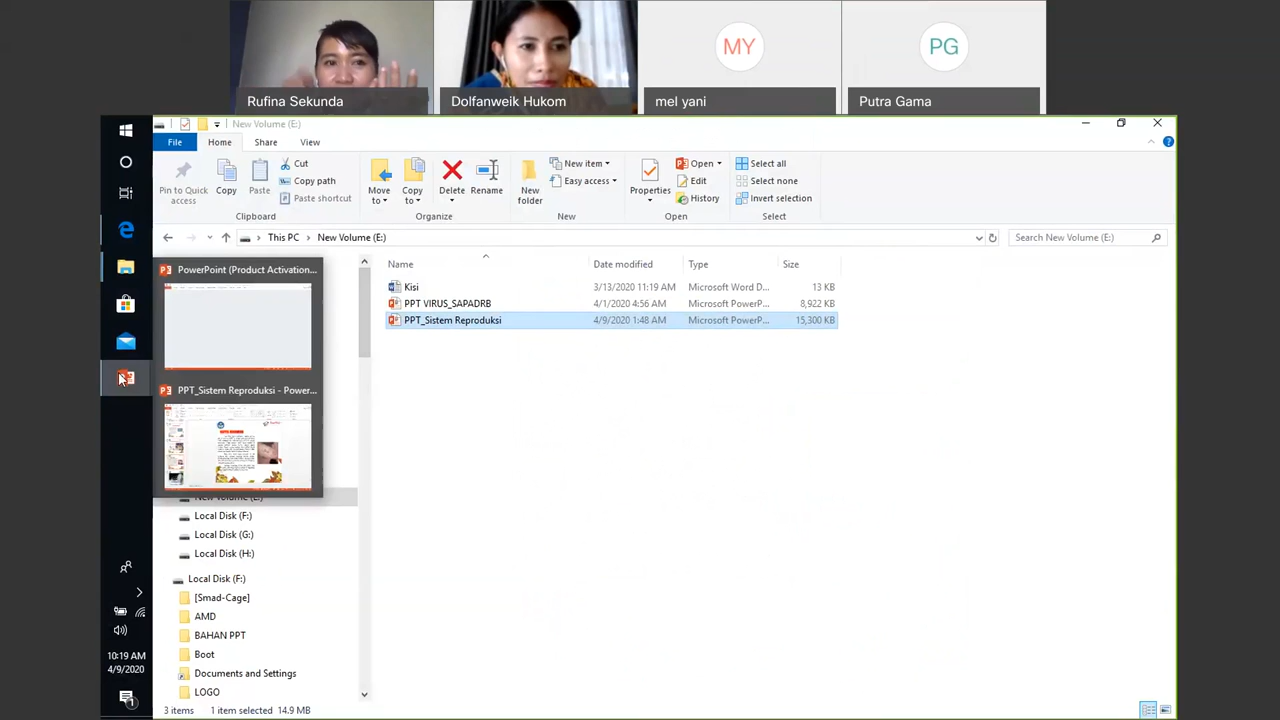 MY
PG
Rufina Sekunda
Dolfanweik Hukom
mel yani
Putra Gama
New Volume (E:)
File
Home
Share
View
Pin to Quick access
Copy
Paste
Cut
Copy path
Paste shortcut
Move to
Copy to
Delete
Rename
New folder
New item
Easy access
Properties
Open
Edit
History
Select all
Select none
Invert selection
Clipboard
Organize
New
Open
Select
This PC
New Volume (E:)
Search New Volume (E:)
Name
Date modified
Type
Size
Kisi 3/13/2020 11:19 AM Microsoft Word D... 13 KB
PPT VIRUS_SAPADRB 4/1/2020 4:56 AM Microsoft PowerP... 8,922 KB
PPT_Sistem Reproduksi 4/9/2020 1:48 AM Microsoft PowerP... 15,300 KB
PowerPoint (Product Activation...
PPT_Sistem Reproduksi - Power...
New Volume (E:)
Local Disk (F:)
Local Disk (G:)
Local Disk (H:)
Local Disk (F:)
[Smad-Cage]
AMD
BAHAN PPT
Boot
Documents and Settings
LOGO
10:19 AM
4/9/2020
1
3 items
1 item selected 14.9 MB